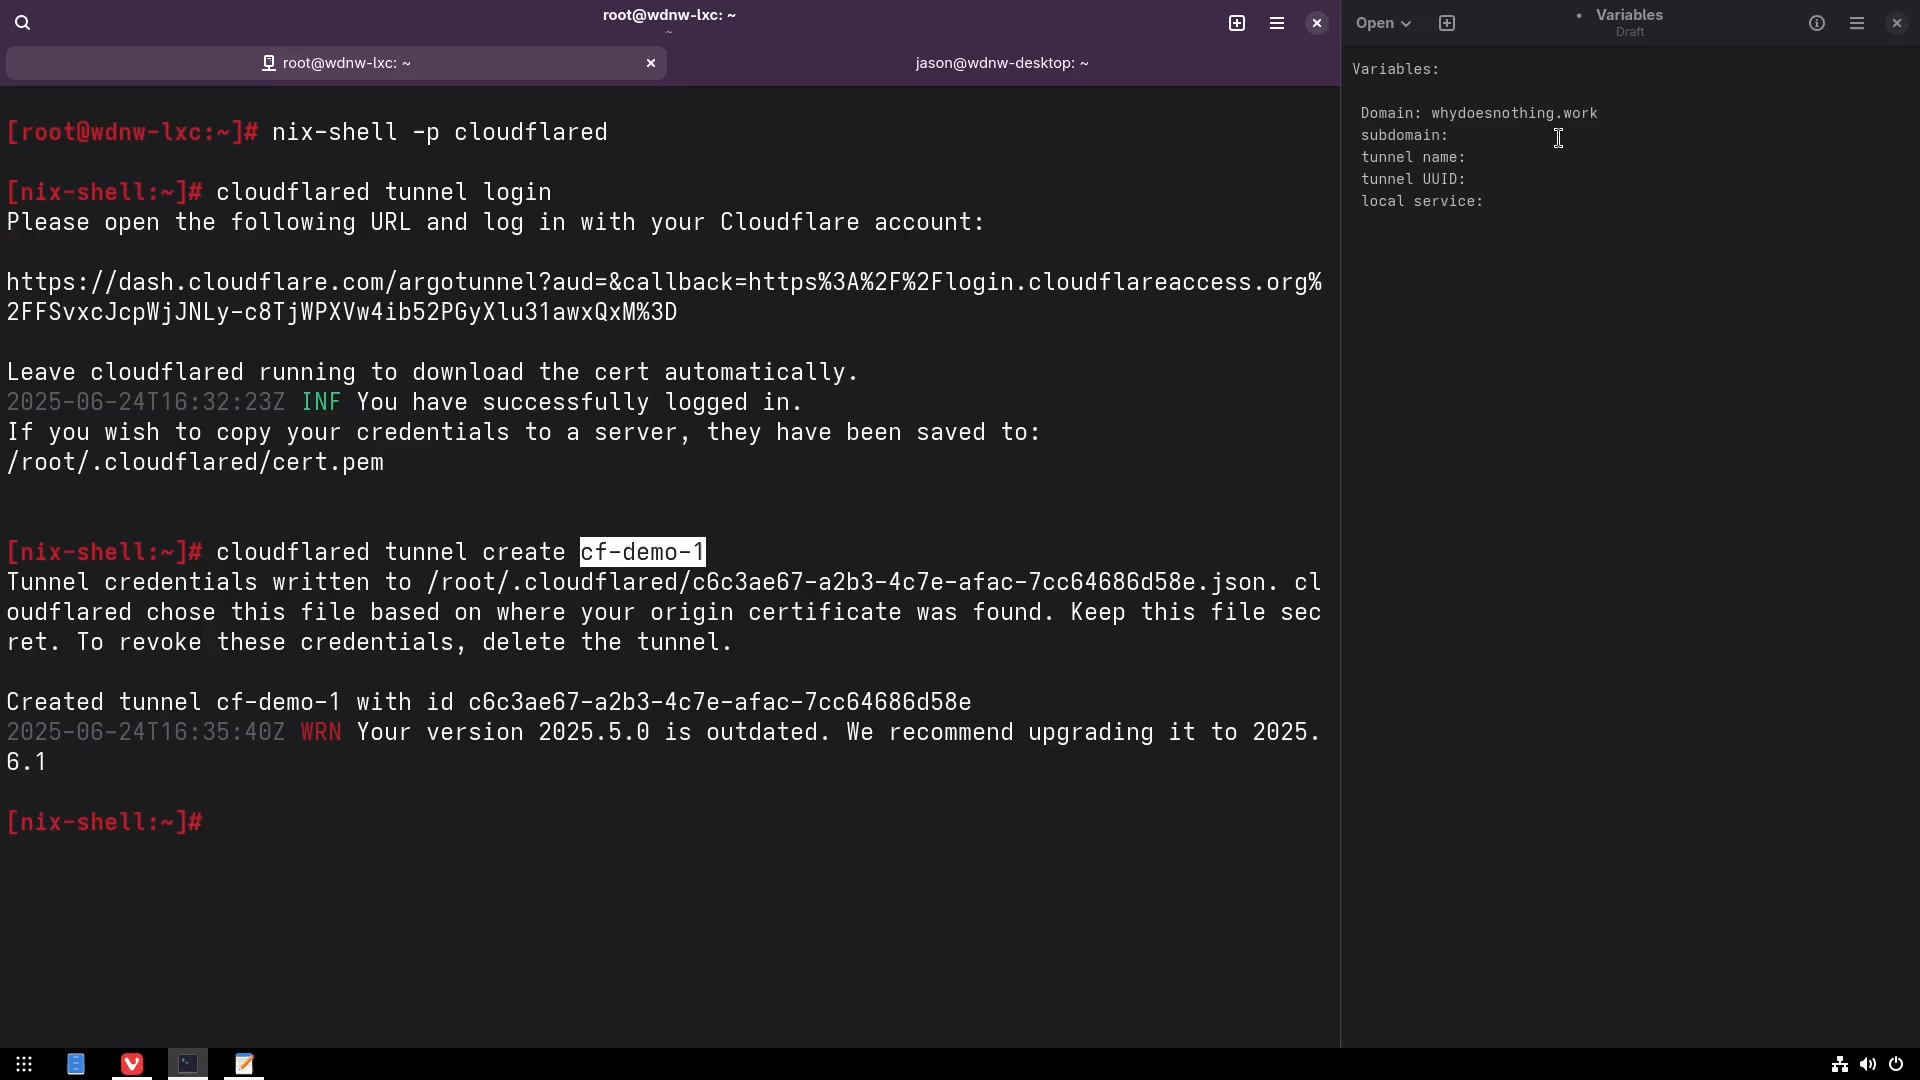 root@wdnw-lxc: ~
~
root@wdnw-lxc: ~
jason@wdnw-desktop: ~
[root@wdnw-lxc:~]# nix-shell -p cloudflared
[nix-shell:~]# cloudflared tunnel login
Please open the following URL and log in with your Cloudflare account:
https://dash.cloudflare.com/argotunnel?aud=&callback=https%3A%2F%2Flogin.cloudflareaccess.org%
2FFSvxcJcpWjJNLy-c8TjWPXVw4ib52PGyXlu31awxQxM%3D
Leave cloudflared running to download the cert automatically.
2025-06-24T16:32:23Z INF You have successfully logged in.
If you wish to copy your credentials to a server, they have been saved to:
/root/.cloudflared/cert.pem
[nix-shell:~]# cloudflared tunnel create cf-demo-1
Tunnel credentials written to /root/.cloudflared/c6c3ae67-a2b3-4c7e-afac-7cc64686d58e.json. cl
oudflared chose this file based on where your origin certificate was found. Keep this file sec
ret. To revoke these credentials, delete the tunnel.
Created tunnel cf-demo-1 with id c6c3ae67-a2b3-4c7e-afac-7cc64686d58e
2025-06-24T16:35:40Z WRN Your version 2025.5.0 is outdated. We recommend upgrading it to 2025.
6.1
[nix-shell:~]#
Open
• Variables
Draft
Variables:
Domain: whydoesnothing.work
subdomain:
tunnel name:
tunnel UUID:
local service: